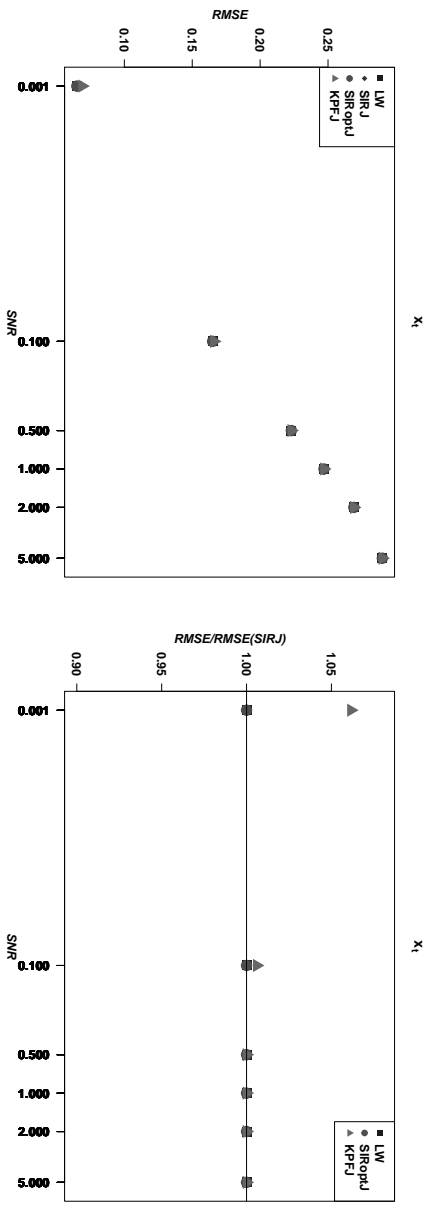 X_t
RMSE
0.10 0.15 0.20 0.25
LW
SIRJ
SIRoptJ
KPFJ
0.001 0.100 0.500 1.000 2.000 5.000
SNR
X_t
RMSE/RMSE(SIRJ)
0.90 0.95 1.00 1.05
LW
SIRoptJ
KPFJ
0.001 0.100 0.500 1.000 2.000 5.000
SNR